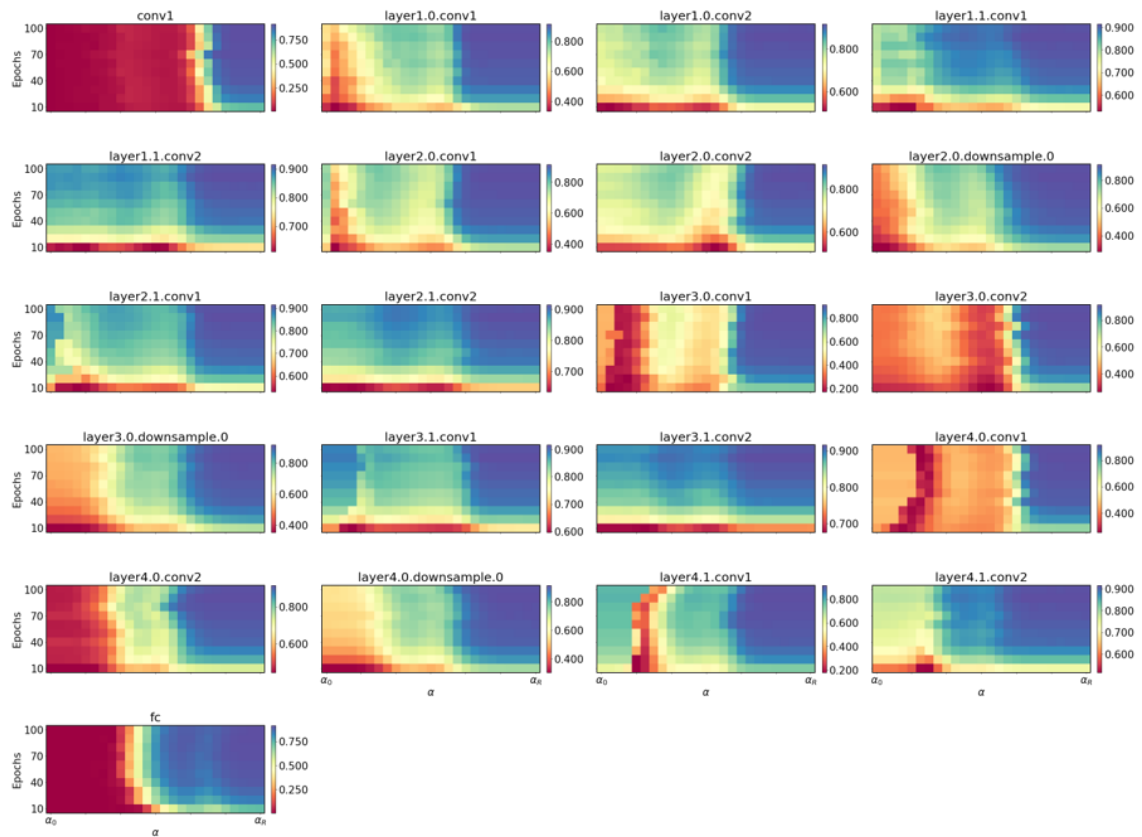 conv1
Epochs
100
70
40
10
0.750
0.500
0.250
layer1.0.conv1
0.800
0.600
0.400
layer1.0.conv2
0.800
0.600
layer1.1.conv1
0.900
0.800
0.700
0.600
layer1.1.conv2
Epochs
100
70
40
10
0.900
0.800
0.700
layer2.0.conv1
0.800
0.600
0.400
layer2.0.conv2
0.800
0.600
layer2.0.downsample.0
0.800
0.600
0.400
layer2.1.conv1
Epochs
100
70
40
10
0.900
0.800
0.700
0.600
layer2.1.conv2
0.900
0.800
0.700
layer3.0.conv1
0.800
0.600
0.400
0.200
layer3.0.conv2
0.800
0.600
0.400
layer3.0.downsample.0
Epochs
100
70
40
10
0.800
0.600
0.400
layer3.1.conv1
0.900
0.800
0.700
0.600
layer3.1.conv2
0.900
0.800
0.700
layer4.0.conv1
0.800
0.600
0.400
layer4.0.conv2
Epochs
100
70
40
10
0.800
0.600
layer4.0.downsample.0
0.800
0.600
0.400
α₀
α
α_R
layer4.1.conv1
0.800
0.600
0.400
0.200
α₀
α
α_R
layer4.1.conv2
0.900
0.800
0.700
0.600
α₀
α
α_R
fc
Epochs
100
70
40
10
0.750
0.500
0.250
α₀
α
α_R